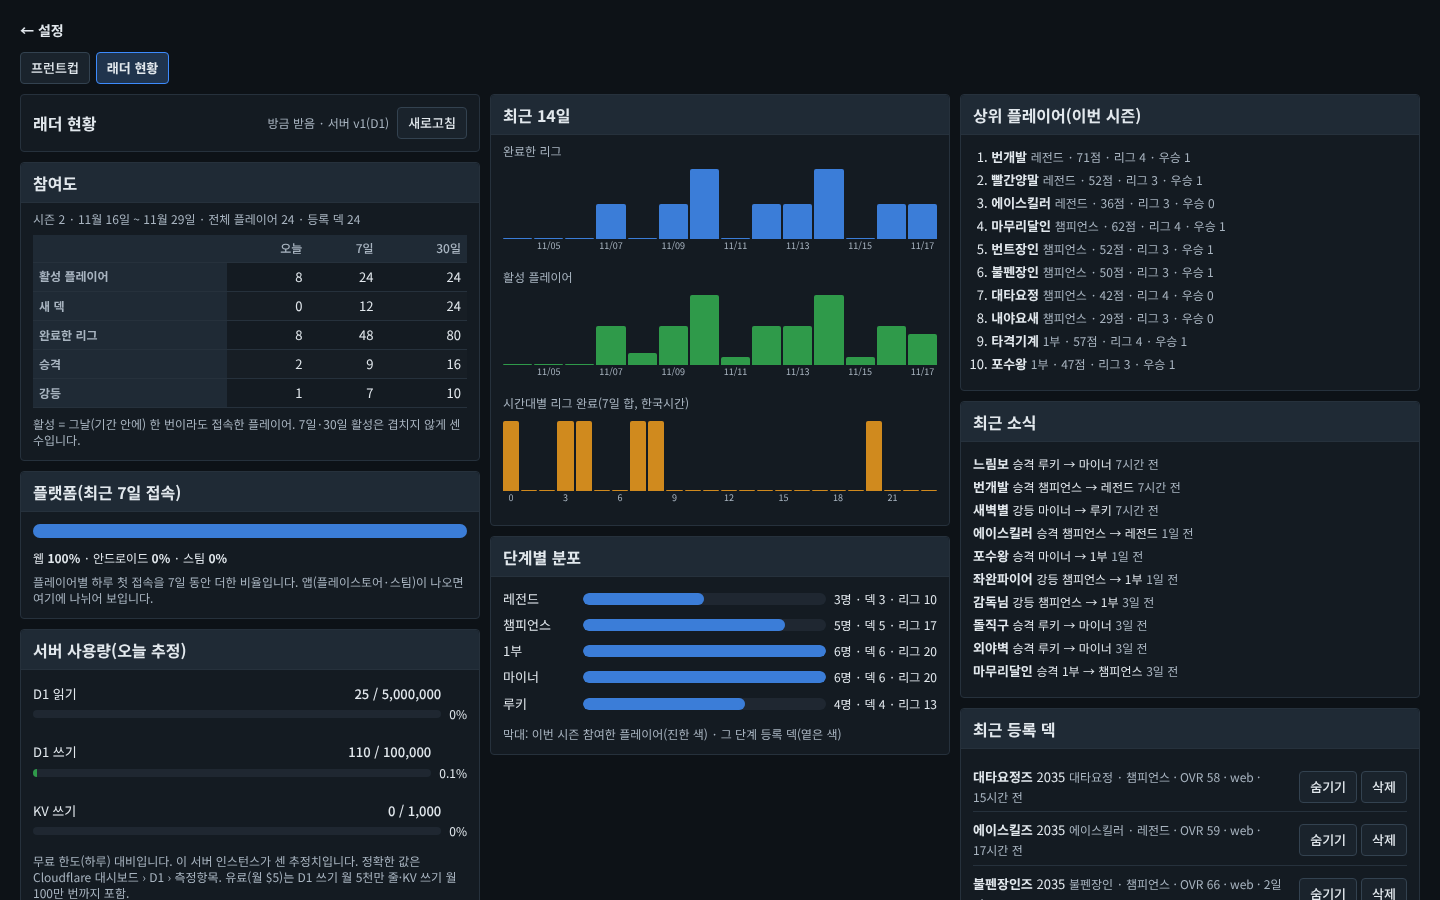 ← 설정
프런트컵
래더 현황
래더 현황
방금 받음 · 서버 v1(D1)
새로고침
참여도
시즌 2 · 11월 16일 ~ 11월 29일 · 전체 플레이어 24 · 등록 덱 24
오늘 7일 30일
활성 플레이어 8 24 24
새 덱 0 12 24
완료한 리그 8 48 80
승격 2 9 16
강등 1 7 10
활성 = 그날(기간 안에) 한 번이라도 접속한 플레이어. 7일·30일 활성은 겹치지 않게 센
수입니다.
플랫폼(최근 7일 접속)
웹 100% · 안드로이드 0% · 스팀 0%
플레이어별 하루 첫 접속을 7일 동안 더한 비율입니다. 앱(플레이스토어·스팀)이 나오면
여기에 나뉘어 보입니다.
서버 사용량(오늘 추정)
D1 읽기 25 / 5,000,000
0%
D1 쓰기 110 / 100,000
0.1%
KV 쓰기 0 / 1,000
0%
무료 한도(하루) 대비입니다. 이 서버 인스턴스가 센 추정치입니다. 정확한 값은
Cloudflare 대시보드 › D1 › 측정항목. 유료(월 $5)는 D1 쓰기 월 5천만 줄·KV 쓰기 월
100만 번까지 포함.
최근 14일
완료한 리그
11/05 11/07 11/09 11/11 11/13 11/15 11/17
활성 플레이어
11/05 11/07 11/09 11/11 11/13 11/15 11/17
시간대별 리그 완료(7일 합, 한국시간)
0 3 6 9 12 15 18 21
단계별 분포
레전드 3명 · 덱 3 · 리그 10
챔피언스 5명 · 덱 5 · 리그 17
1부 6명 · 덱 6 · 리그 20
마이너 6명 · 덱 6 · 리그 20
루키 4명 · 덱 4 · 리그 13
막대: 이번 시즌 참여한 플레이어(진한 색) · 그 단계 등록 덱(옅은 색)
상위 플레이어(이번 시즌)
1. 번개발 레전드 · 71점 · 리그 4 · 우승 1
2. 빨간양말 레전드 · 52점 · 리그 3 · 우승 1
3. 에이스킬러 레전드 · 36점 · 리그 3 · 우승 0
4. 마무리달인 챔피언스 · 62점 · 리그 4 · 우승 1
5. 번트장인 챔피언스 · 52점 · 리그 3 · 우승 1
6. 불펜장인 챔피언스 · 50점 · 리그 3 · 우승 1
7. 대타요정 챔피언스 · 42점 · 리그 4 · 우승 0
8. 내야요새 챔피언스 · 29점 · 리그 3 · 우승 0
9. 타격기계 1부 · 57점 · 리그 4 · 우승 1
10. 포수왕 1부 · 47점 · 리그 3 · 우승 1
최근 소식
느림보 승격 루키 → 마이너 7시간 전
번개발 승격 챔피언스 → 레전드 7시간 전
새벽별 강등 마이너 → 루키 7시간 전
에이스킬러 승격 챔피언스 → 레전드 1일 전
포수왕 승격 마이너 → 1부 1일 전
좌완파이어 강등 챔피언스 → 1부 1일 전
감독님 강등 챔피언스 → 1부 3일 전
돌직구 승격 루키 → 마이너 3일 전
외야벽 승격 루키 → 마이너 3일 전
마무리달인 승격 1부 → 챔피언스 3일 전
최근 등록 덱
대타요정즈 2035 대타요정 · 챔피언스 · OVR 58 · web ·
15시간 전
숨기기 삭제
에이스킬즈 2035 에이스킬러 · 레전드 · OVR 59 · web ·
17시간 전
숨기기 삭제
불펜장인즈 2035 불펜장인 · 챔피언스 · OVR 66 · web · 2일
숨기기 삭제